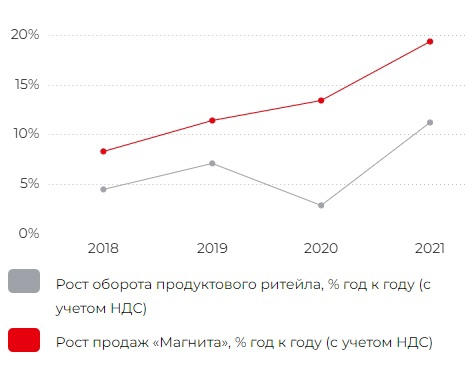 20%
15%
10%
5%
0%
2018 2019 2020 2021
Рост оборота продуктового ритейла, % год к году (с
учетом НДС)
Рост продаж «Магнита», % год к году (с учетом НДС)